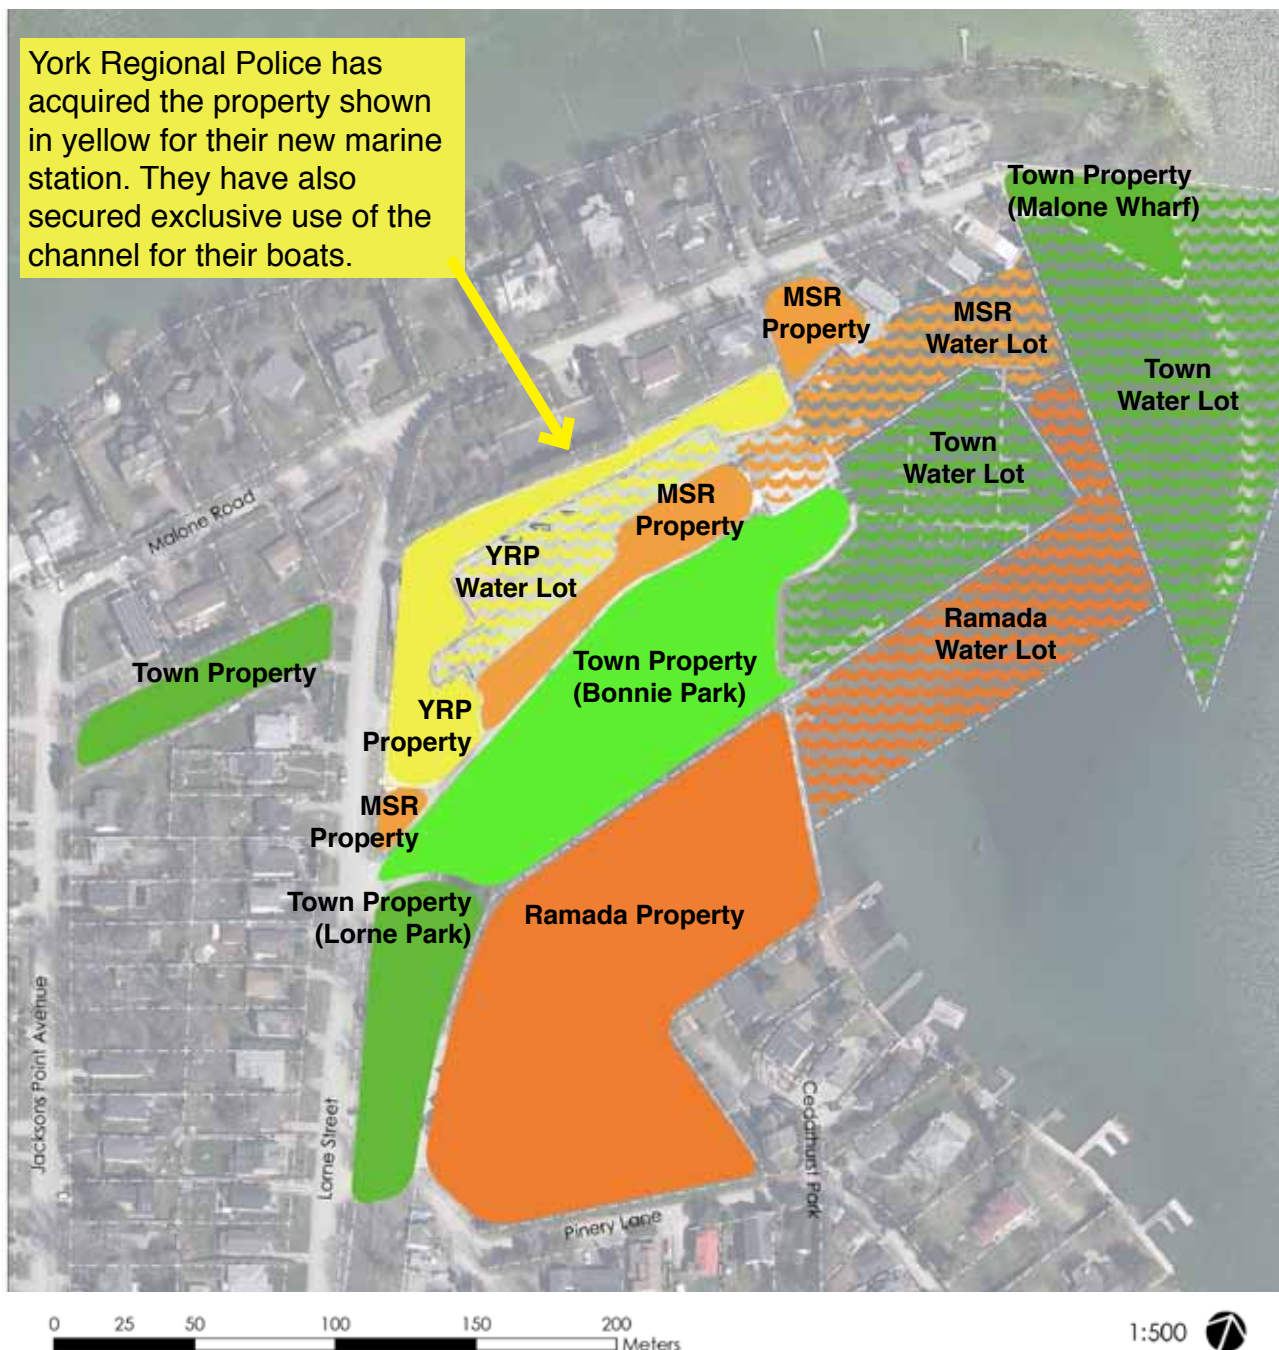 York Regional Police has
acquired the property shown
in yellow for their new marine
station. They have also
secured exclusive use of the
channel for their boats.
Town Property
(Malone Wharf)
MSR
Property
MSR
Water Lot
Town
Water Lot
Town
Water Lot
MSR
Property
Malone Road
YRP
Water Lot
Ramada
Water Lot
Town Property
Town Property
(Bonnie Park)
YRP
Property
MSR
Property
Town Property
(Lorne Park)
Ramada Property
Jacksons Point Avenue
Lorne Street
Cedarhurst Park
Pinery Lane
0 25 50 100 150 200
Meters
1:500